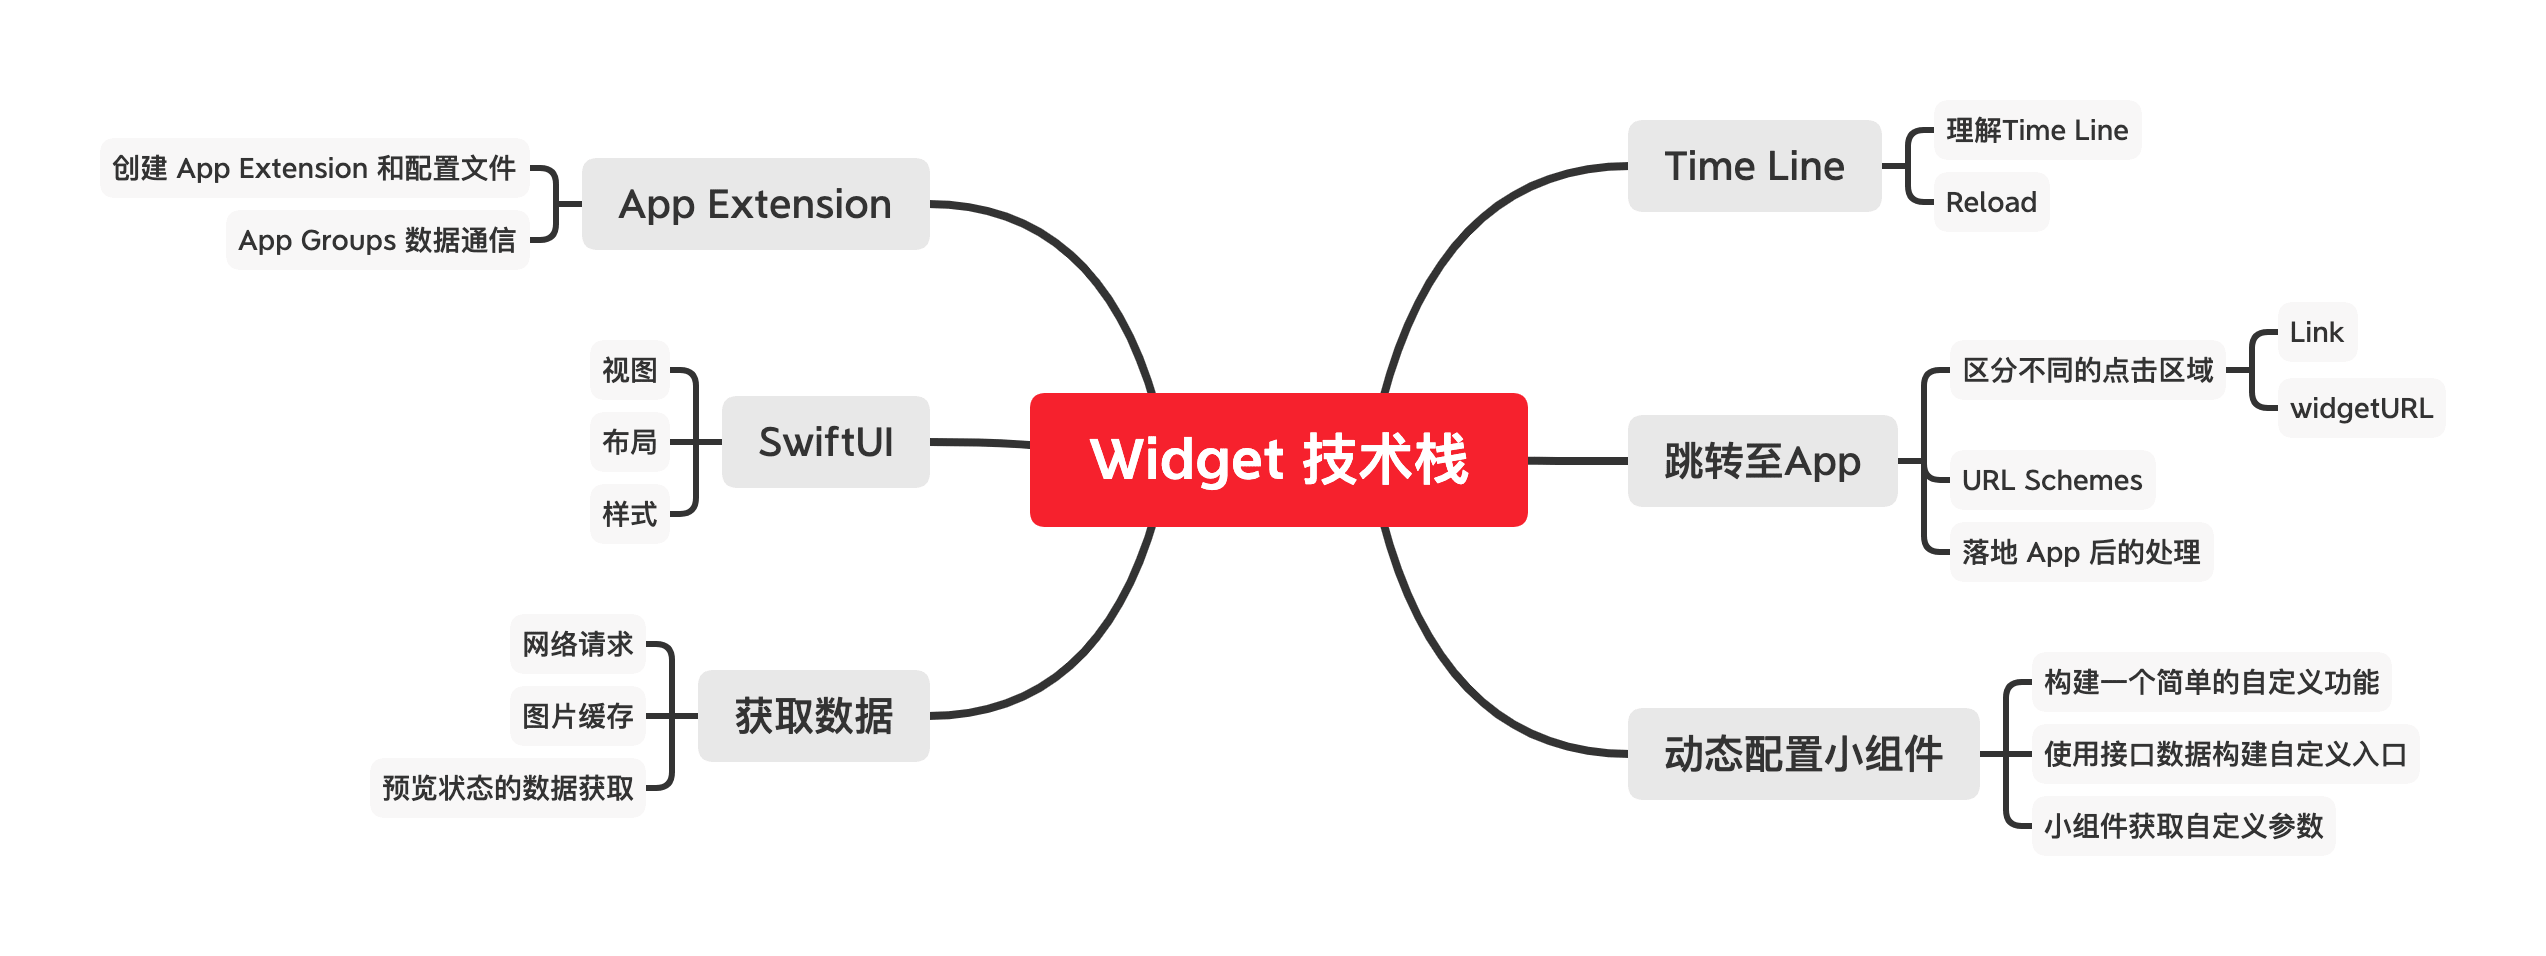 Widget 技术栈
App Extension
创建 App Extension 和配置文件
App Groups 数据通信
SwiftUI
视图
布局
样式
获取数据
网络请求
图片缓存
预览状态的数据获取
Time Line
理解Time Line
Reload
跳转至App
区分不同的点击区域
Link
widgetURL
URL Schemes
落地 App 后的处理
动态配置小组件
构建一个简单的自定义功能
使用接口数据构建自定义入口
小组件获取自定义参数